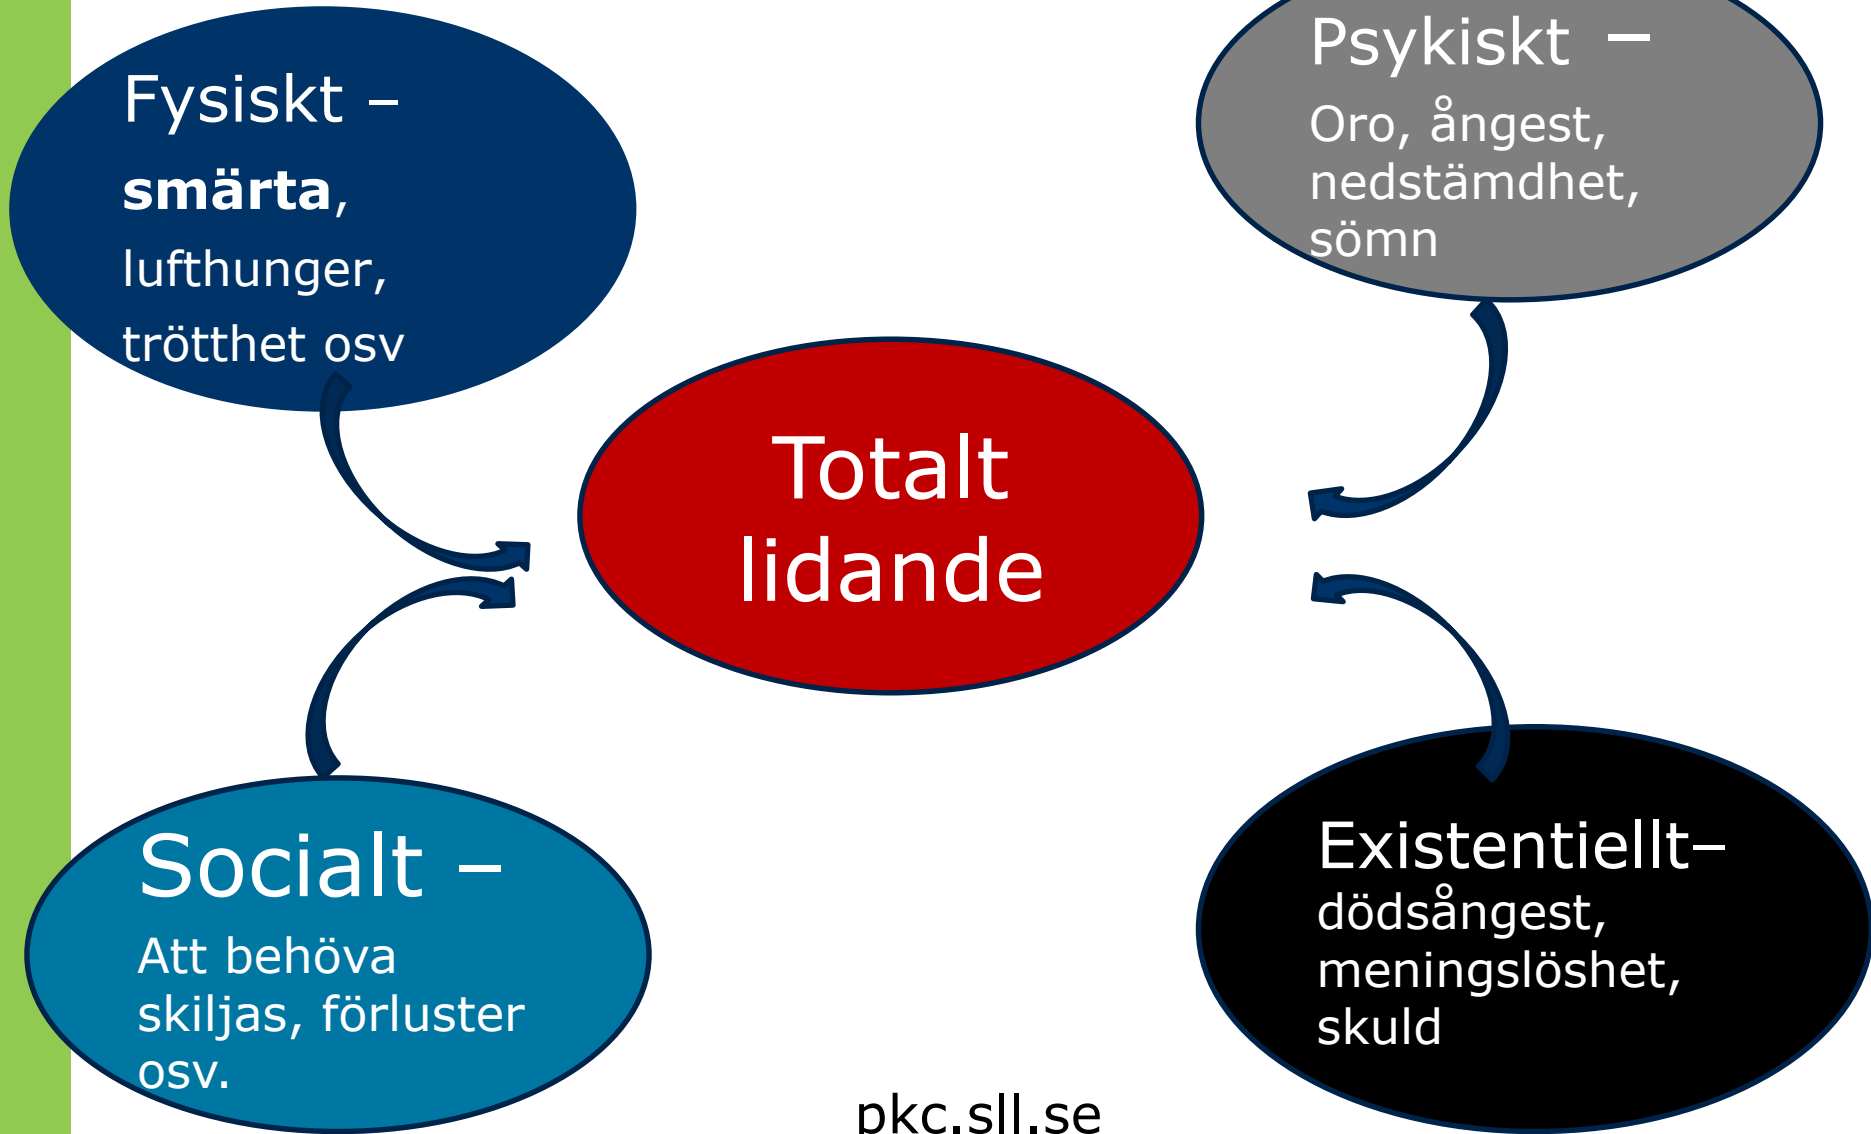 Fysiskt –
smärta,
lufthunger,
trötthet osv
Psykiskt –
Oro, ångest,
nedstämdhet,
sömn
Totalt
lidande
Socialt –
Att behöva
skiljas, förluster
osv.
Existentiellt–
dödsångest,
meningslöshet,
skuld
pkc.sll.se